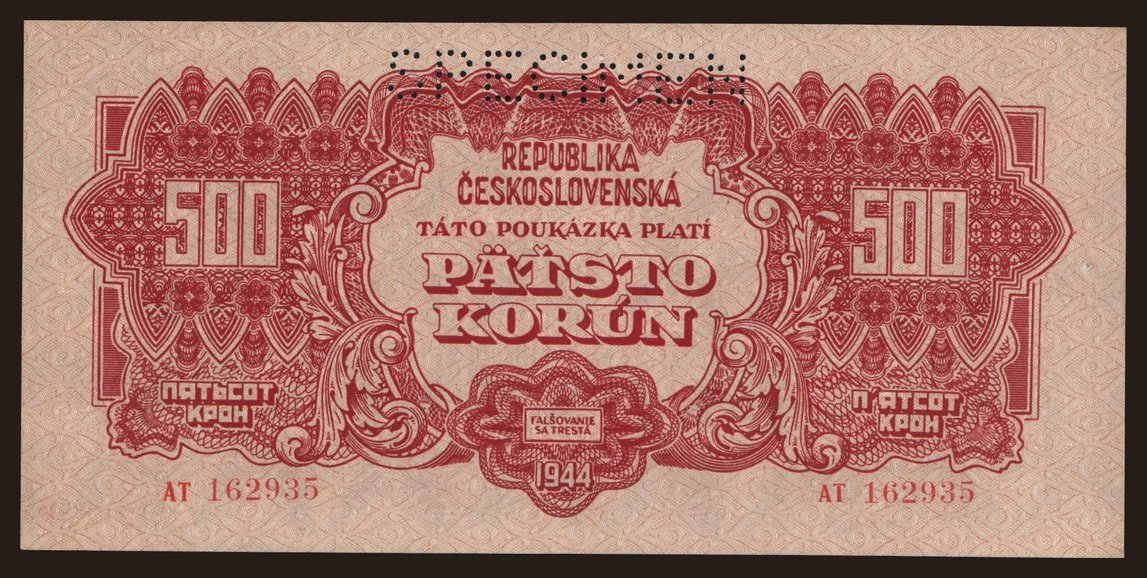 SPECIMEN
REPUBLIKA
ČESKOSLOVENSKÁ
TÁTO POUKÁZKA PLATÍ
PÄŤSTO
KORÚN
500
500
ПЯТЬСОТ
КРОН
П'ЯТСОТ
КРОН
FALŠOVANIE
SA TRESTÁ
1944
AT 162935
AT 162935